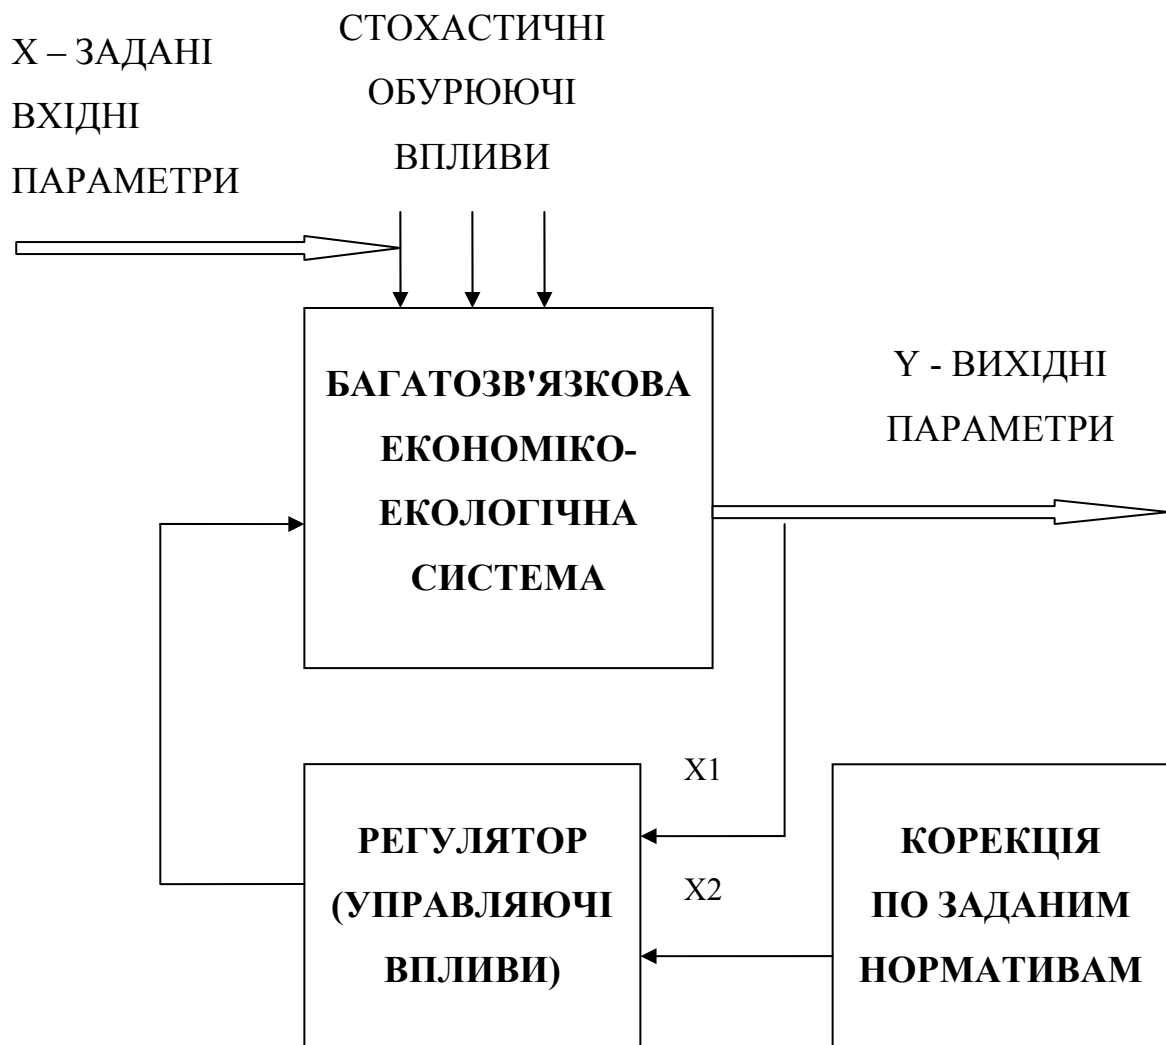 X – ЗАДАНІ
ВХІДНІ
ПАРАМЕТРИ
СТОХАСТИЧНІ
ОБУРЮЮЧІ
ВПЛИВИ
БАГАТОЗВ'ЯЗКОВА
ЕКОНОМІКО-
ЕКОЛОГІЧНА
СИСТЕМА
Y - ВИХІДНІ
ПАРАМЕТРИ
X1
X2
РЕГУЛЯТОР
(УПРАВЛЯЮЧІ
ВПЛИВИ)
КОРЕКЦІЯ
ПО ЗАДАНИМ
НОРМАТИВАМ